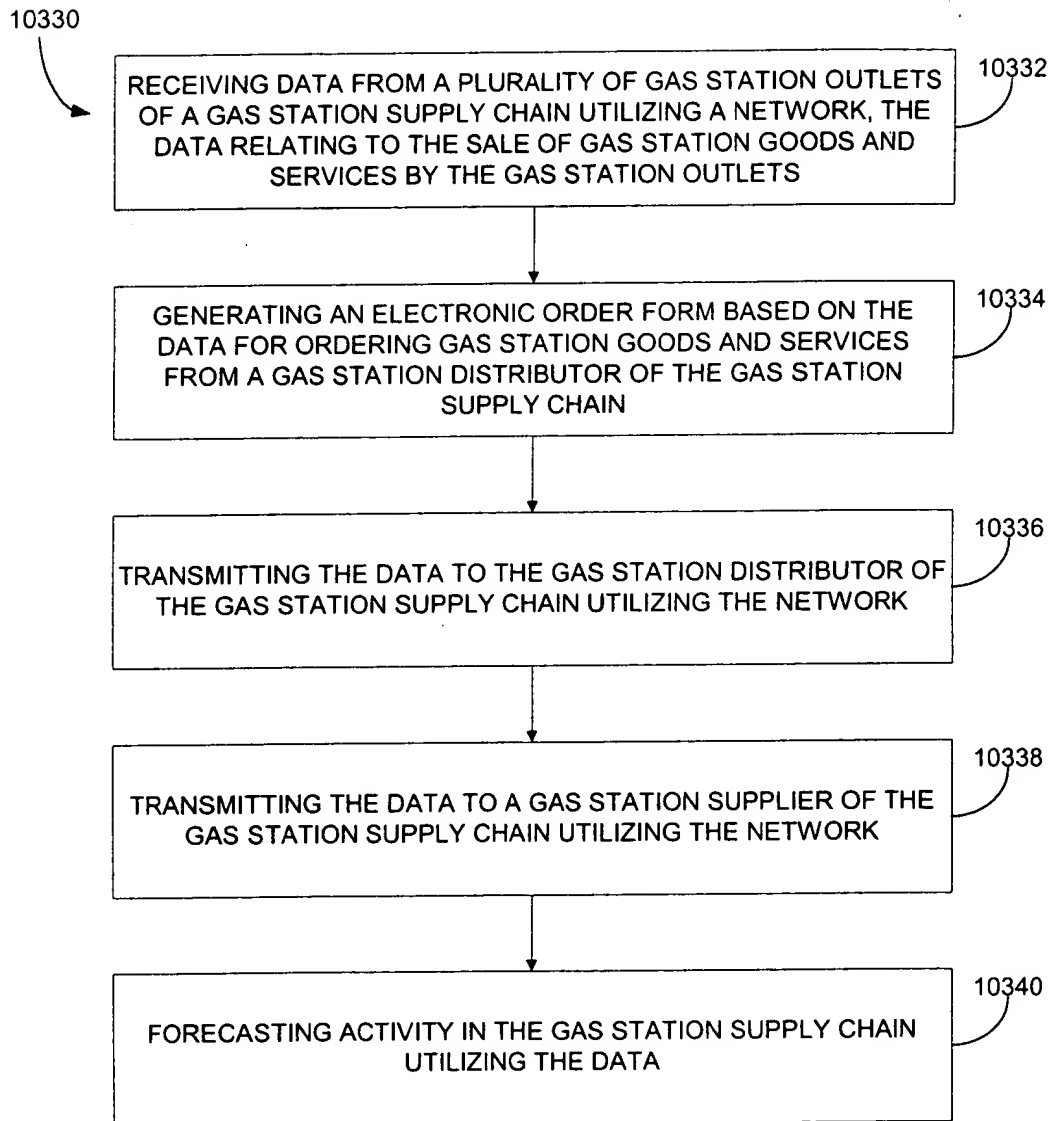 10330
RECEIVING DATA FROM A PLURALITY OF GAS STATION OUTLETS
OF A GAS STATION SUPPLY CHAIN UTILIZING A NETWORK, THE
DATA RELATING TO THE SALE OF GAS STATION GOODS AND
SERVICES BY THE GAS STATION OUTLETS
10332
GENERATING AN ELECTRONIC ORDER FORM BASED ON THE
DATA FOR ORDERING GAS STATION GOODS AND SERVICES
FROM A GAS STATION DISTRIBUTOR OF THE GAS STATION
SUPPLY CHAIN
10334
TRANSMITTING THE DATA TO THE GAS STATION DISTRIBUTOR OF
THE GAS STATION SUPPLY CHAIN UTILIZING THE NETWORK
10336
TRANSMITTING THE DATA TO A GAS STATION SUPPLIER OF THE
GAS STATION SUPPLY CHAIN UTILIZING THE NETWORK
10338
FORECASTING ACTIVITY IN THE GAS STATION SUPPLY CHAIN
UTILIZING THE DATA
10340